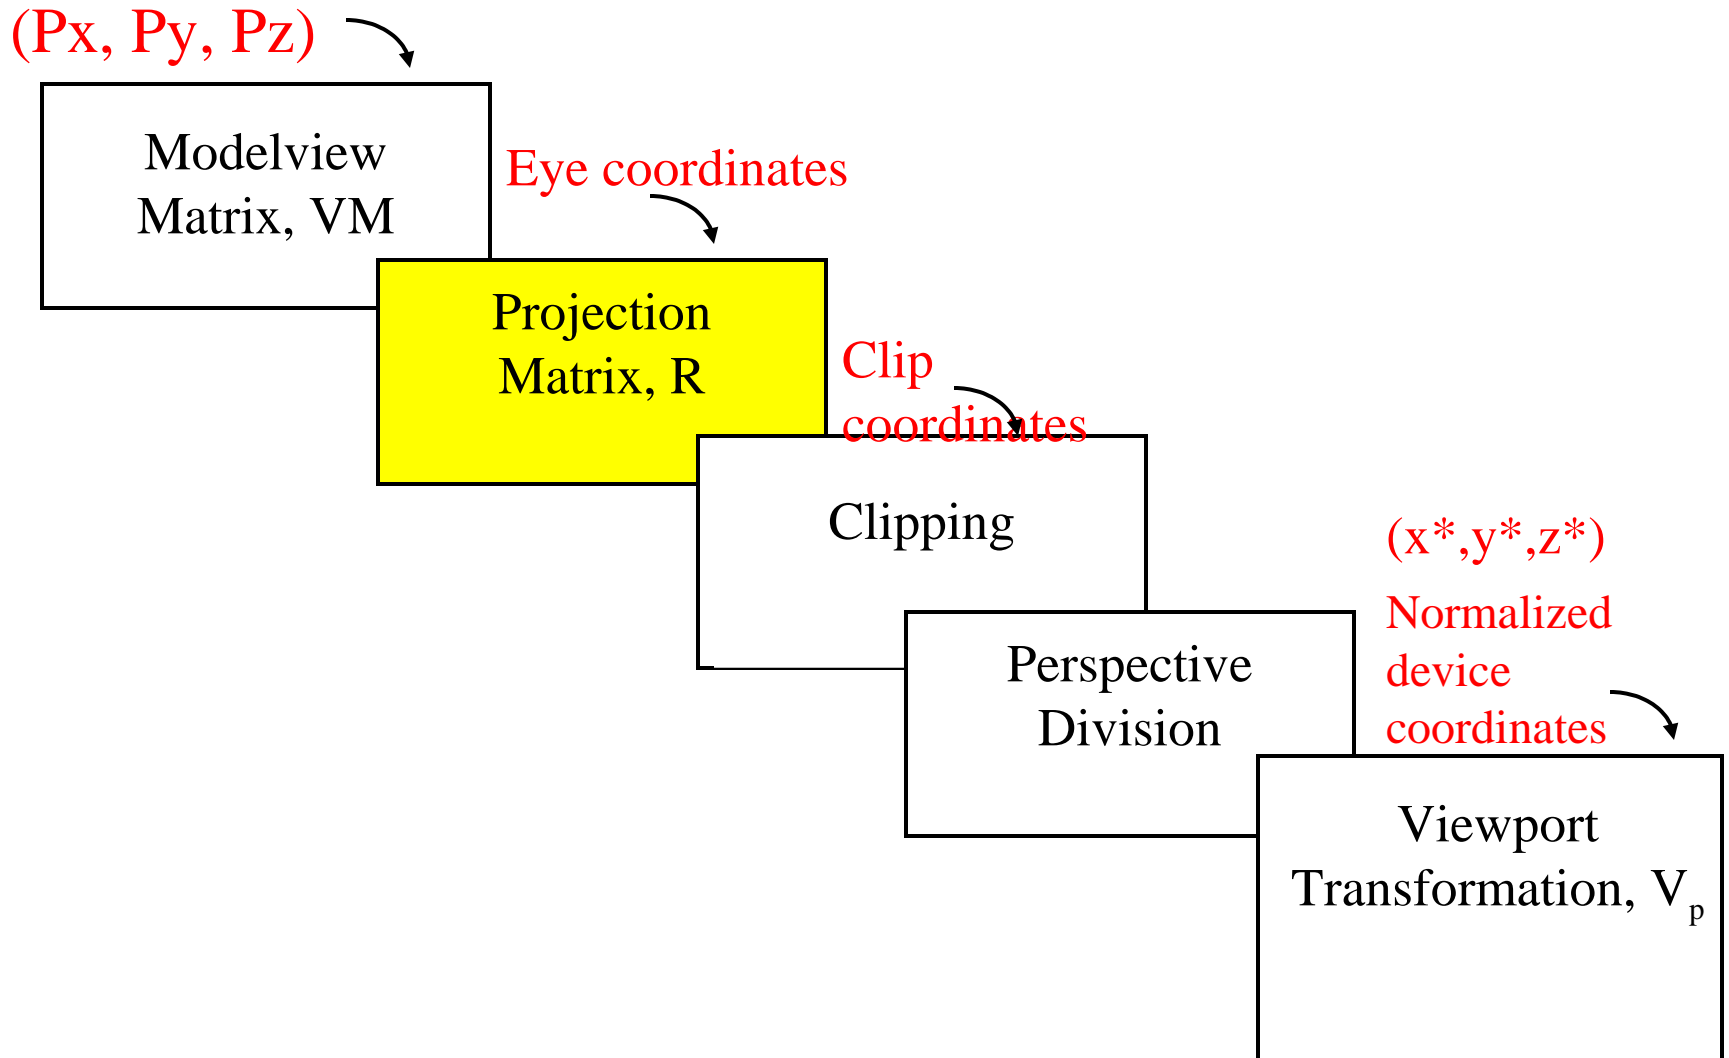 (Px, Py, Pz)
Modelview
Matrix, VM
Eye coordinates
Projection
Matrix, R
Clip
coordinates
Clipping
(x*,y*,z*)
Normalized
device
coordinates
Perspective
Division
Viewport
Transformation, Vp